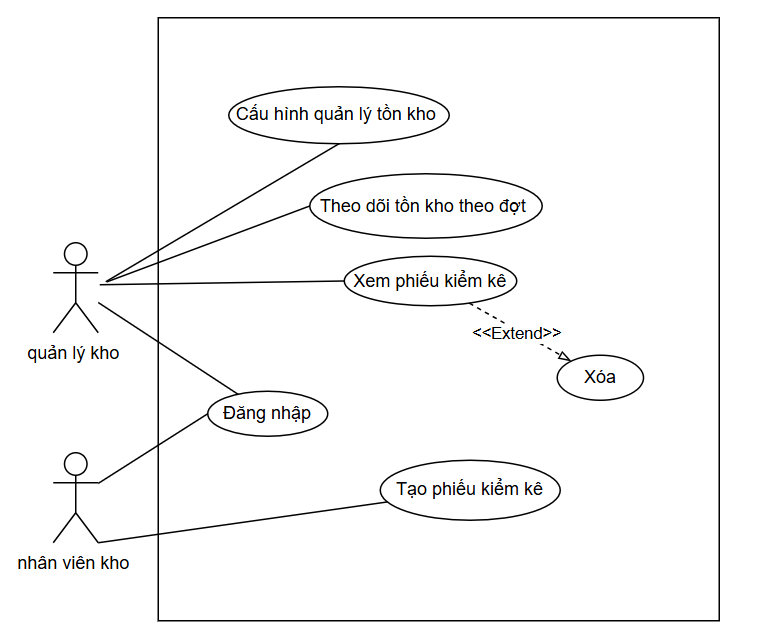 Cấu hình quản lý tồn kho
Theo dõi tồn kho theo đợt
Xem phiếu kiểm kê
<<Extend>>
quản lý kho
Xóa
Đăng nhập
Tạo phiếu kiểm kê
nhân viên kho